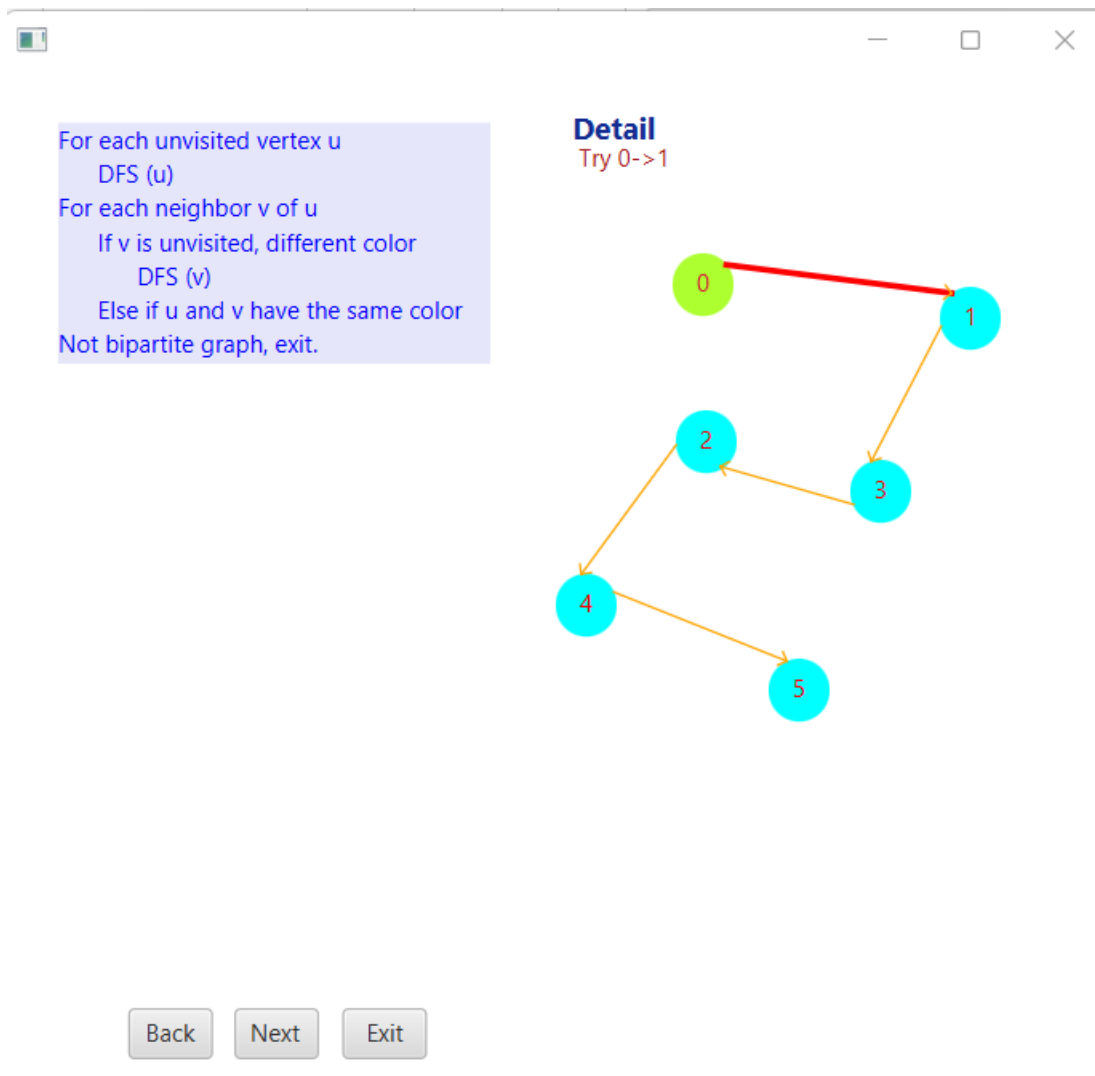 For each unvisited vertex u
DFS (u)
For each neighbor v of u
If v is unvisited, different color
DFS (v)
Else if u and v have the same color
Not bipartite graph, exit.
Detail
Try 0->1
0
1
2
3
4
5
Back
Next
Exit